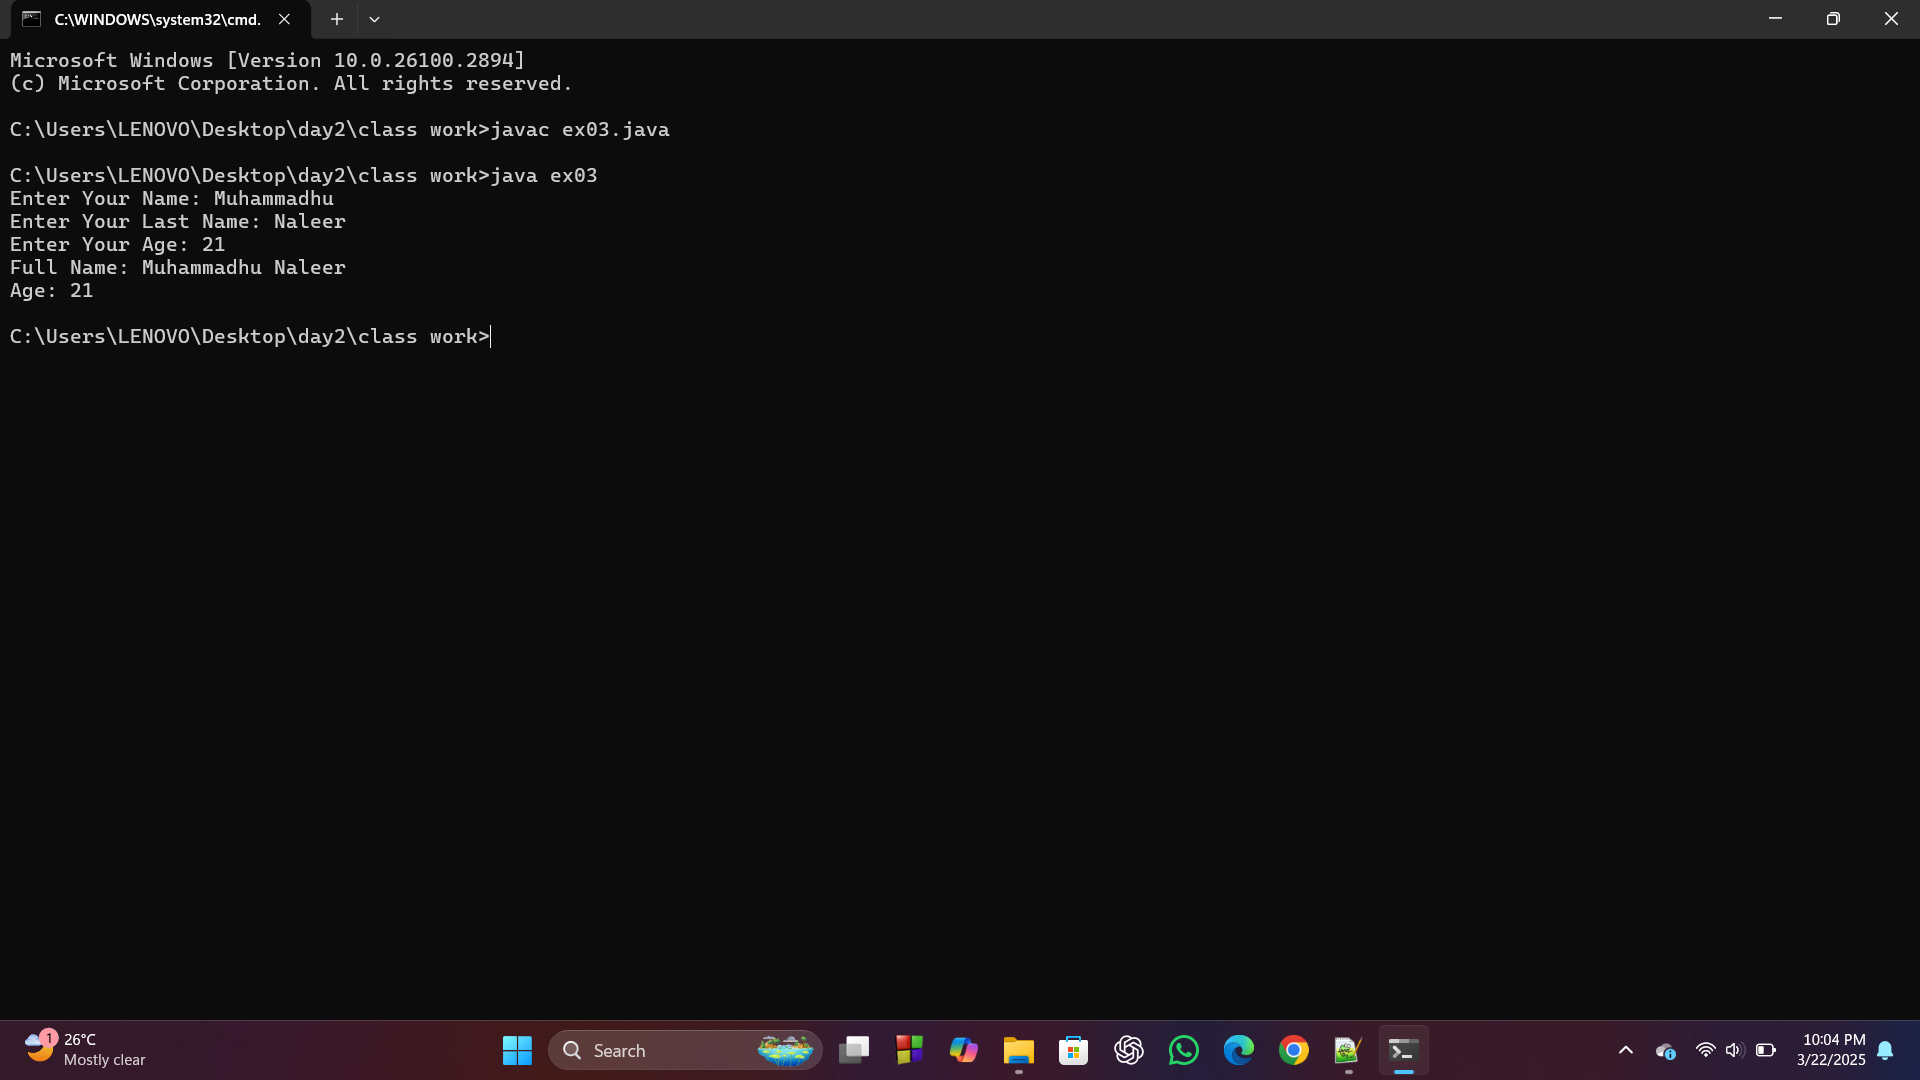 C:\WINDOWS\system32\cmd.
Microsoft Windows [Version 10.0.26100.2894]
(c) Microsoft Corporation. All rights reserved.
C:\Users\LENOVO\Desktop\day2\class work>javac ex03.java
C:\Users\LENOVO\Desktop\day2\class work>java ex03
Enter Your Name: Muhammadhu
Enter Your Last Name: Naleer
Enter Your Age: 21
Full Name: Muhammadhu Naleer
Age: 21
C:\Users\LENOVO\Desktop\day2\class work>
1
26°C
Mostly clear
Search
10:04 PM
3/22/2025